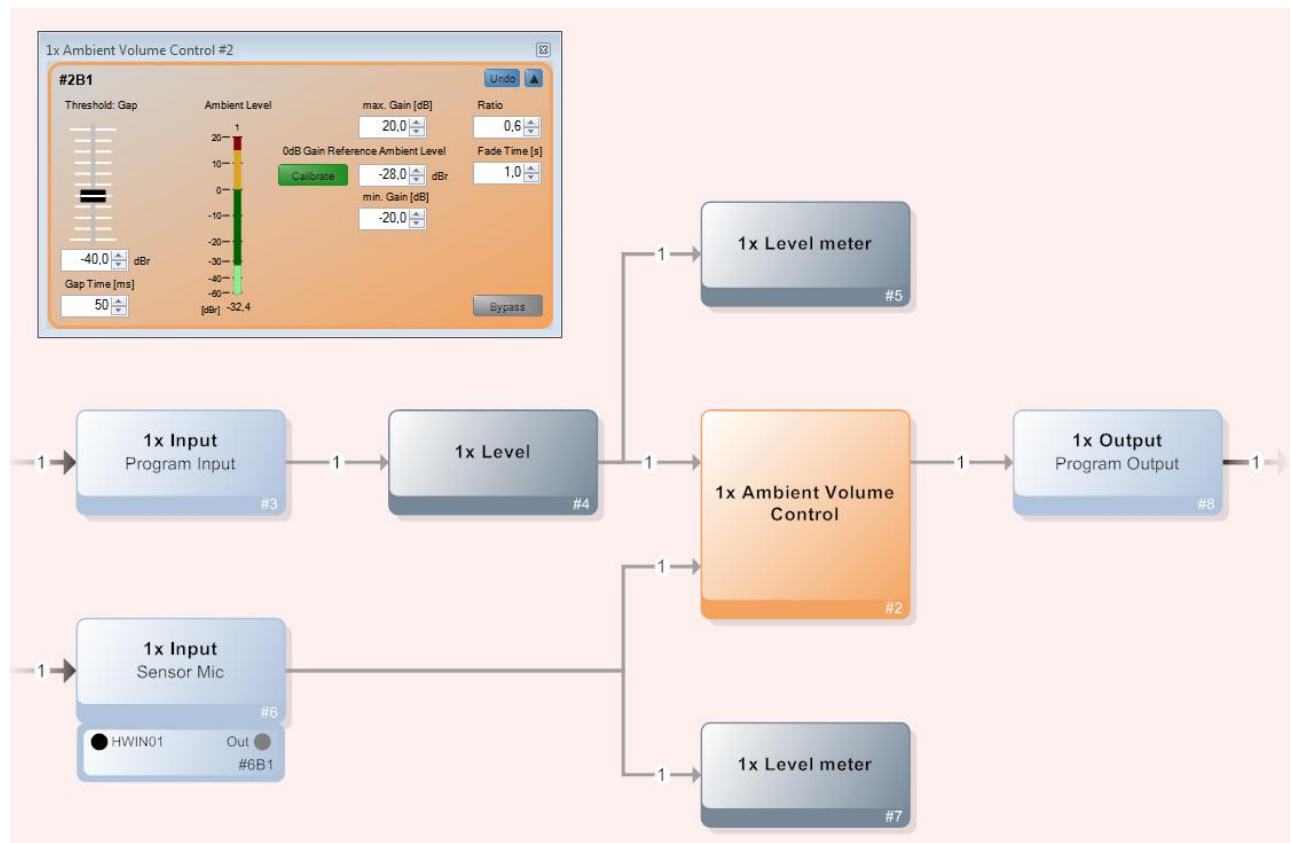 1x Ambient Volume Control #2
#2B1
Undo
Threshold: Gap
Ambient Level
max. Gain [dB]
Ratio
1
20
20,0
0,6
0dB Gain Reference Ambient Level
Fade Time [s]
10
Calibrate
-28,0 dBr
1,0
0
min. Gain [dB]
-10
-20,0
-20
-40,0 dBr
-30
Gap Time [ms]
-40
-60
50
[dBr] -32,4
Bypass
1x Level meter
1
#5
1x Input
Program Input
1
#3
1
1x Level
#4
1
1x Ambient Volume
Control
#2
1
1
1x Output
Program Output
1
#8
1x Input
Sensor Mic
1
#6
HWIN01 Out
#6B1
1x Level meter
1
#7